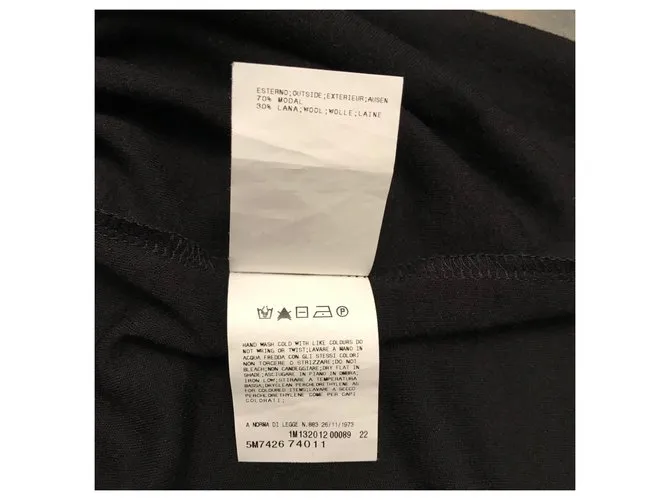 ESTERNO;OUTSIDE;EXTERIEUR;AUSEN
70% MODAL
30% LANA;WOOL;WOLLE;LAINE
HAND WASH COLD WITH LIKE COLOURS DO
NOT WRING OR TWIST;LAVARE A MANO IN
ACQUA FREDDA CON GLI STESSI COLORI
NON TORCERE O STRIZZARE;DO NOT
BLEACH;NON CANDEGGIARE;DRY FLAT IN
SHADE;ASCIUGARE IN PIANO IN OMBRA;
IRON LOW;STIRARE A TEMPERATURA
BASSA;DRYCLEAN PERCHLORETHYLENE AS
FOR COLOURED ITEMS;LAVARE A SECCO
PERCHLORETHYLENE COME PER CAPI
COLORATI;
A NORMA DI LEGGE N.883 26/11/1973
1M132012 00089 22
5M7426 74011